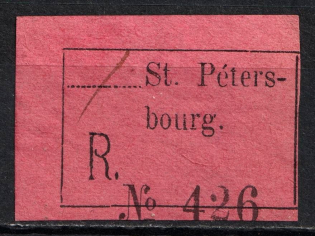 St. Péters-
bourg.
R.
No 426